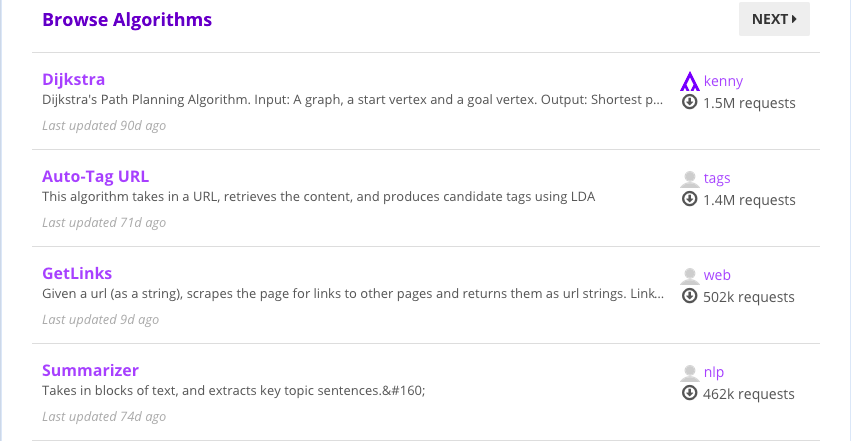 Browse Algorithms
NEXT
Dijkstra
kenny
Dijkstra's Path Planning Algorithm. Input: A graph, a start vertex and a goal vertex. Output: Shortest p...
1.5M requests
Last updated 90d ago
Auto-Tag URL
tags
This algorithm takes in a URL, retrieves the content, and produces candidate tags using LDA
1.4M requests
Last updated 71d ago
GetLinks
web
Given a url (as a string), scrapes the page for links to other pages and returns them as url strings. Link...
502k requests
Last updated 9d ago
Summarizer
nlp
Takes in blocks of text, and extracts key topic sentences.&#160;
462k requests
Last updated 74d ago